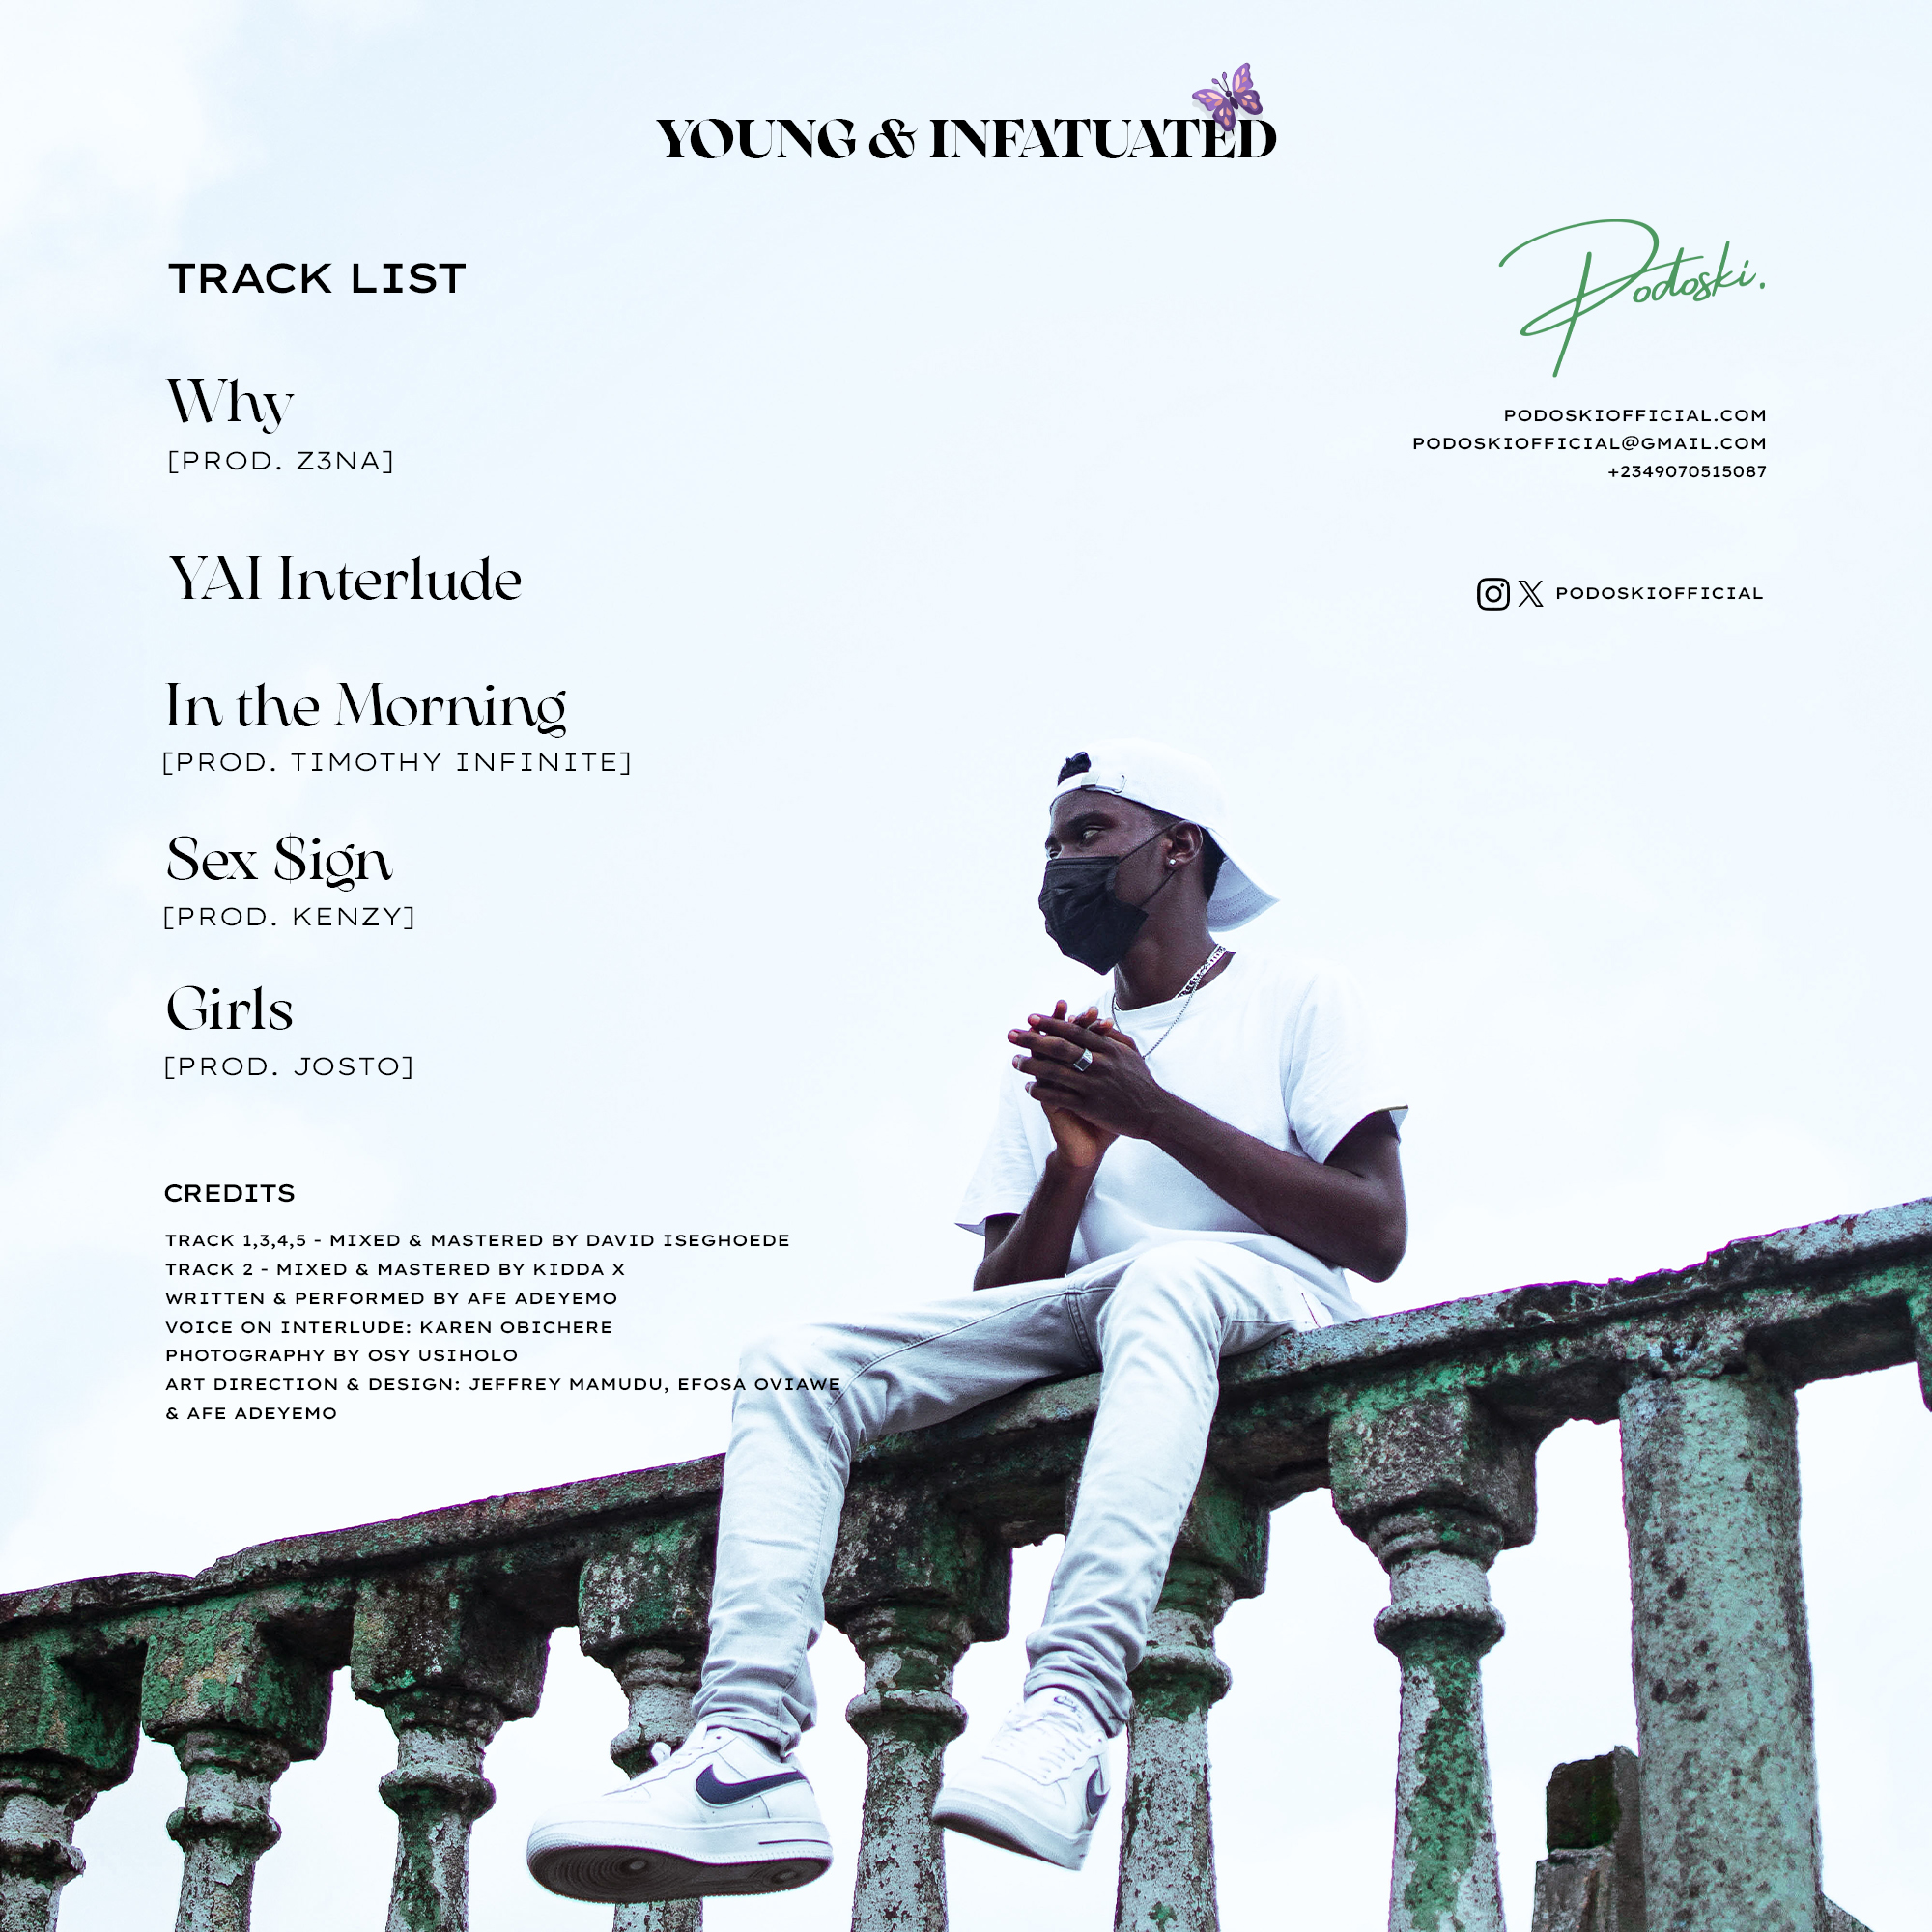 YOUNG & INFATUATED
TRACK LIST
Why
[PROD. Z3NA]
YAI Interlude
In the Morning
[PROD. TIMOTHY INFINITE]
Sex $ign
[PROD. KENZY]
Girls
[PROD. JOSTO]
CREDITS
TRACK 1,3,4,5 - MIXED & MASTERED BY DAVID ISEGHOEDE
TRACK 2 - MIXED & MASTERED BY KIDDA X
WRITTEN & PERFORMED BY AFE ADEYEMO
VOICE ON INTERLUDE: KAREN OBICHERE
PHOTOGRAPHY BY OSY USIHOLO
ART DIRECTION & DESIGN: JEFFREY MAMUDU, EFOSA OVIAWE
& AFE ADEYEMO
Podoski.
PODOSKIOFFICIAL.COM
PODOSKIOFFICIAL@GMAIL.COM
+2349070515087
PODOSKIOFFICIAL